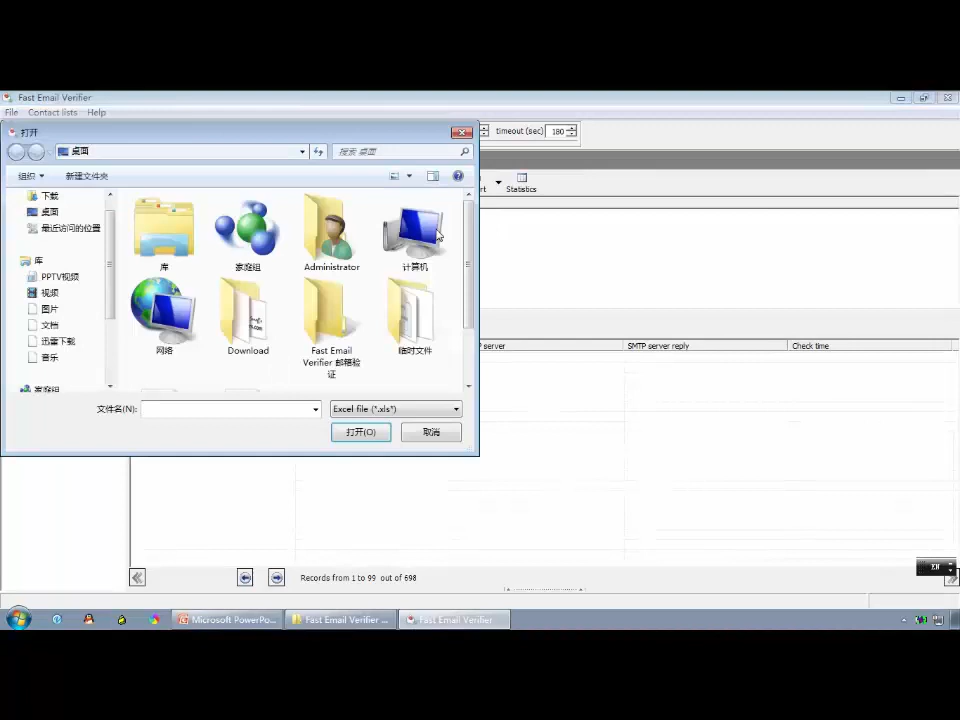 Fast Email Verifier
File Contact lists Help
打开
timeout (sec) 180
桌面
搜索 桌面
组织 新建文件夹
Statistics
下载
桌面
最近访问的位置
库
PPTV视频
视频
图片
文档
迅雷下载
音乐
家庭组
库 家庭组 Administrator 计算机
网络 Download Fast Email Verifier 邮箱验证 临时文件
server SMTP server reply Check time
文件名(N): Excel file (*.xls*)
打开(O) 取消
Records from 1 to 99 out of 698
Microsoft PowerPo... Fast Email Verifier ... Fast Email Verifier